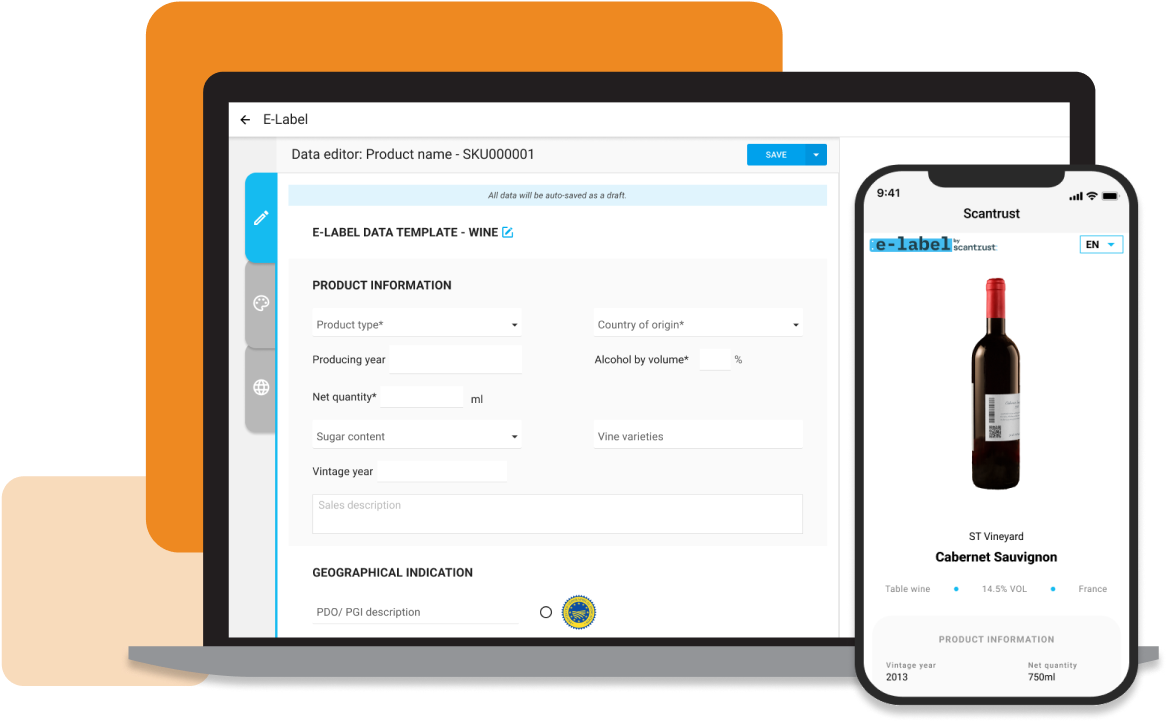 E-Label
Data editor: Product name - SKU000001
SAVE
All data will be auto-saved as a draft.
E-LABEL DATA TEMPLATE - WINE
PRODUCT INFORMATION
Product type*
Country of origin*
Producing year
Alcohol by volume*
%
Net quantity*
ml
Sugar content
Vine varieties
Vintage year
Sales description
GEOGRAPHICAL INDICATION
PDO/ PGI description
9:41
Scantrust
e-label by scantrust
EN
ST Vineyard
Cabernet Sauvignon
Table wine
14.5% VOL
France
PRODUCT INFORMATION
Vintage year
Net quantity
2013
750ml